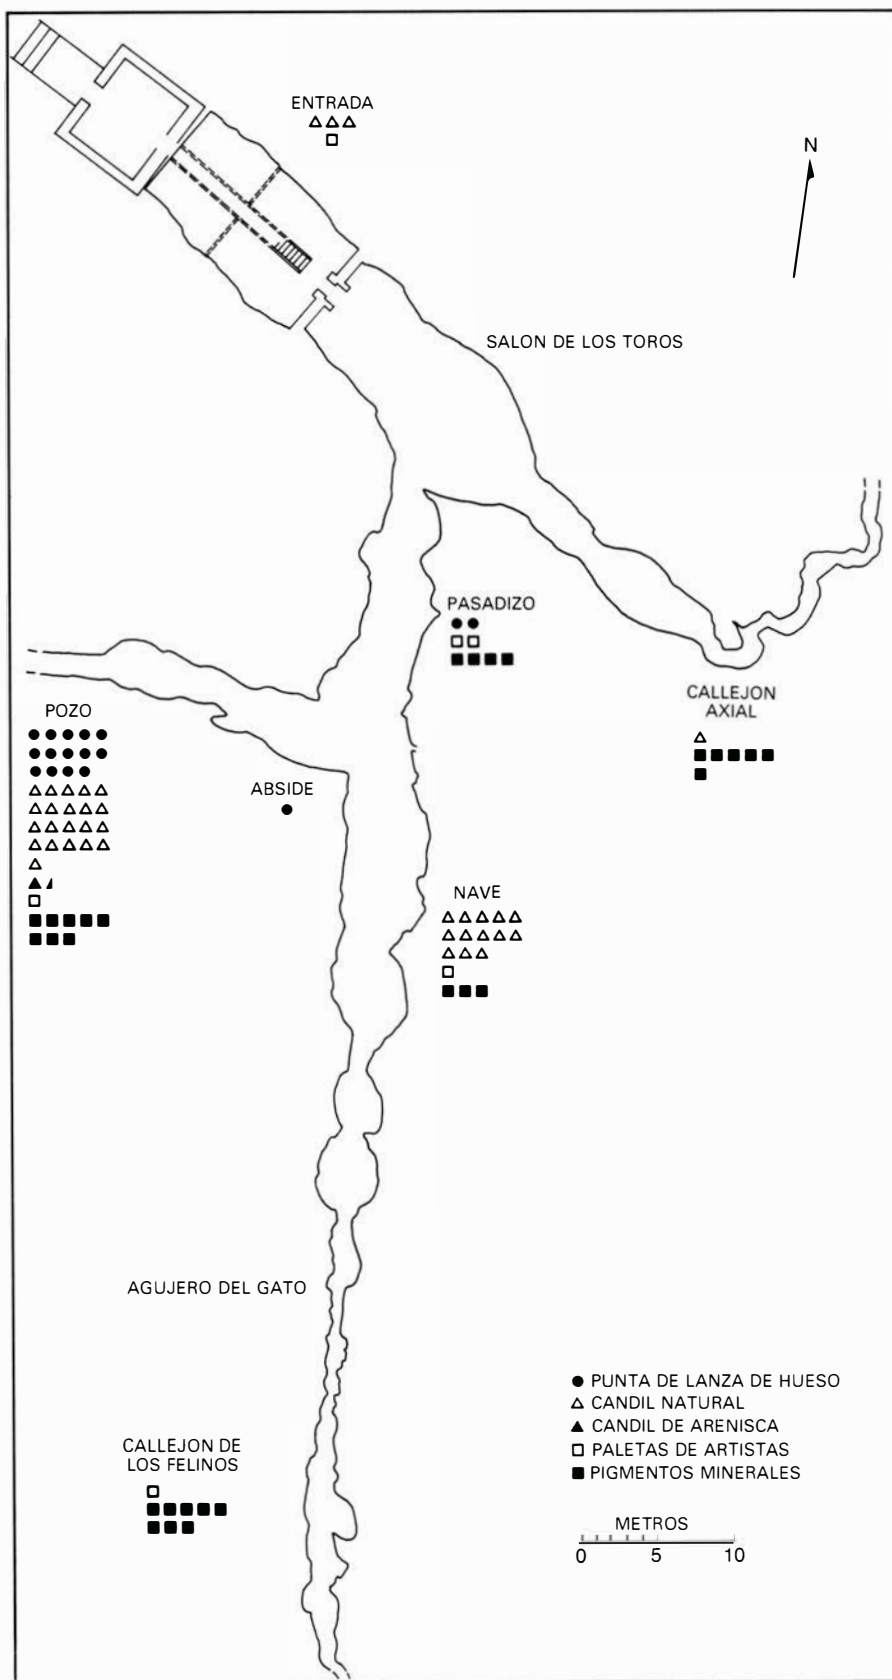 ENTRADA
N
SALON DE LOS TOROS
PASADIZO
CALLEJON
AXIAL
POZO
ABSIDE
NAVE
AGUJERO DEL GATO
CALLEJON DE
LOS FELINOS
PUNTA DE LANZA DE HUESO
CANDIL NATURAL
CANDIL DE ARENISCA
PALETAS DE ARTISTAS
PIGMENTOS MINERALES
METROS
0 5 10